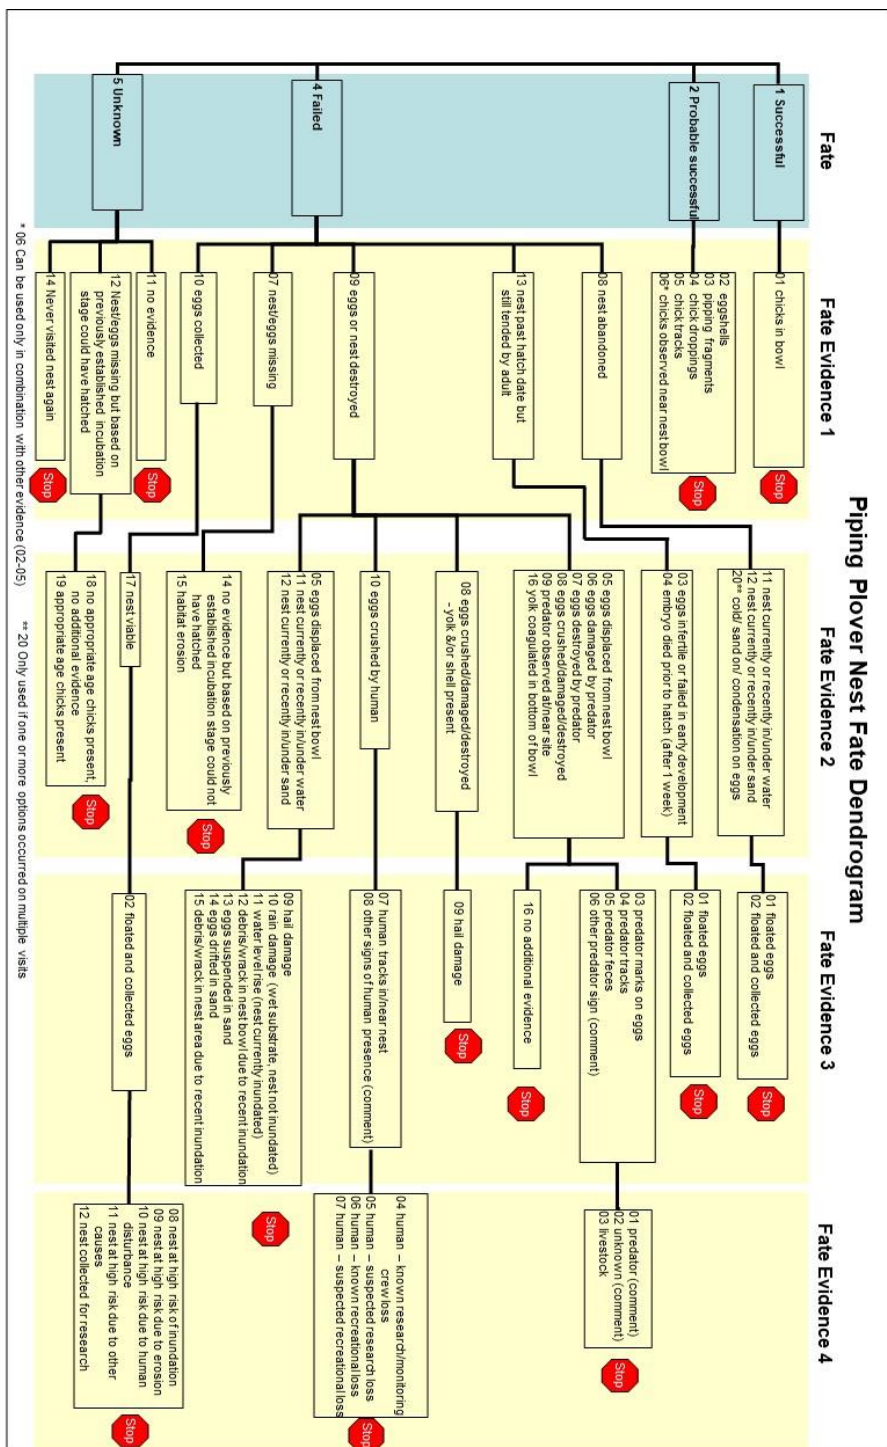 Piping Plover Nest Fate Dendrogram
Fate
Fate Evidence 1
Fate Evidence 2
Fate Evidence 3
Fate Evidence 4
1 Successful
01 chicks in bowl
Stop
2 Probable successful
02 eggshells
03 pipping fragments
04 chick droppings
05 chick tracks
06* chicks observed near nest bowl
Stop
4 Failed
08 nest abandoned
11 nest currently or recently in/under water
12 nest currently or recently in/under sand
20** cold/ sand on/ condensation on eggs
01 floated eggs
02 floated and collected eggs
Stop
13 nest past hatch date but
still tended by adult
03 eggs infertile or failed in early development
04 embryo died prior to hatch (after 1 week)
01 floated eggs
02 floated and collected eggs
Stop
09 eggs or nest destroyed
05 eggs displaced from nest bowl
06 eggs damaged by predator
07 eggs destroyed by predator
08 eggs crushed/damaged/destroyed
09 predator observed at/near site
16 yolk coagulated in bottom of bowl
03 predator marks on eggs
04 predator tracks
05 predator feces
06 other predator sign (comment)
01 predator (comment)
02 unknown (comment)
03 livestock
Stop
16 no additional evidence
Stop
08 eggs crushed/damaged/destroyed
- yolk &/or shell present
09 hail damage
Stop
10 eggs crushed by human
07 human tracks in/near nest
08 other signs of human presence (comment)
04 human – known research/monitoring
crew loss
05 human – suspected research loss
06 human – known recreational loss
07 human – suspected recreational loss
Stop
05 eggs displaced from nest bowl
11 nest currently or recently in/under water
12 nest currently or recently in/under sand
09 hail damage
10 rain damage (wet substrate, nest not inundated)
11 water level rise (nest currently inundated)
12 debris/wrack in nest bowl due to recent inundation
13 eggs suspended in sand
14 eggs drifted in sand
15 debris/wrack in nest area due to recent inundation
Stop
07 nest/eggs missing
14 no evidence but based on previously
established incubation stage could not
have hatched
15 habitat erosion
Stop
10 eggs collected
17 nest viable
02 floated and collected eggs
08 nest at high risk of inundation
09 nest at high risk due to erosion
10 nest at high risk due to human
disturbance
11 nest at high risk due to other
causes
12 nest collected for research
Stop
5 Unknown
11 no evidence
Stop
12 Nest/eggs missing but based on
previously established incubation
stage could have hatched
18 no appropriate age chicks present,
no additional evidence
19 appropriate age chicks present
Stop
14 Never visited nest again
Stop
* 06 Can be used only in combination with other evidence (02-05) ** 20 Only used if one or more options occurred on multiple visits